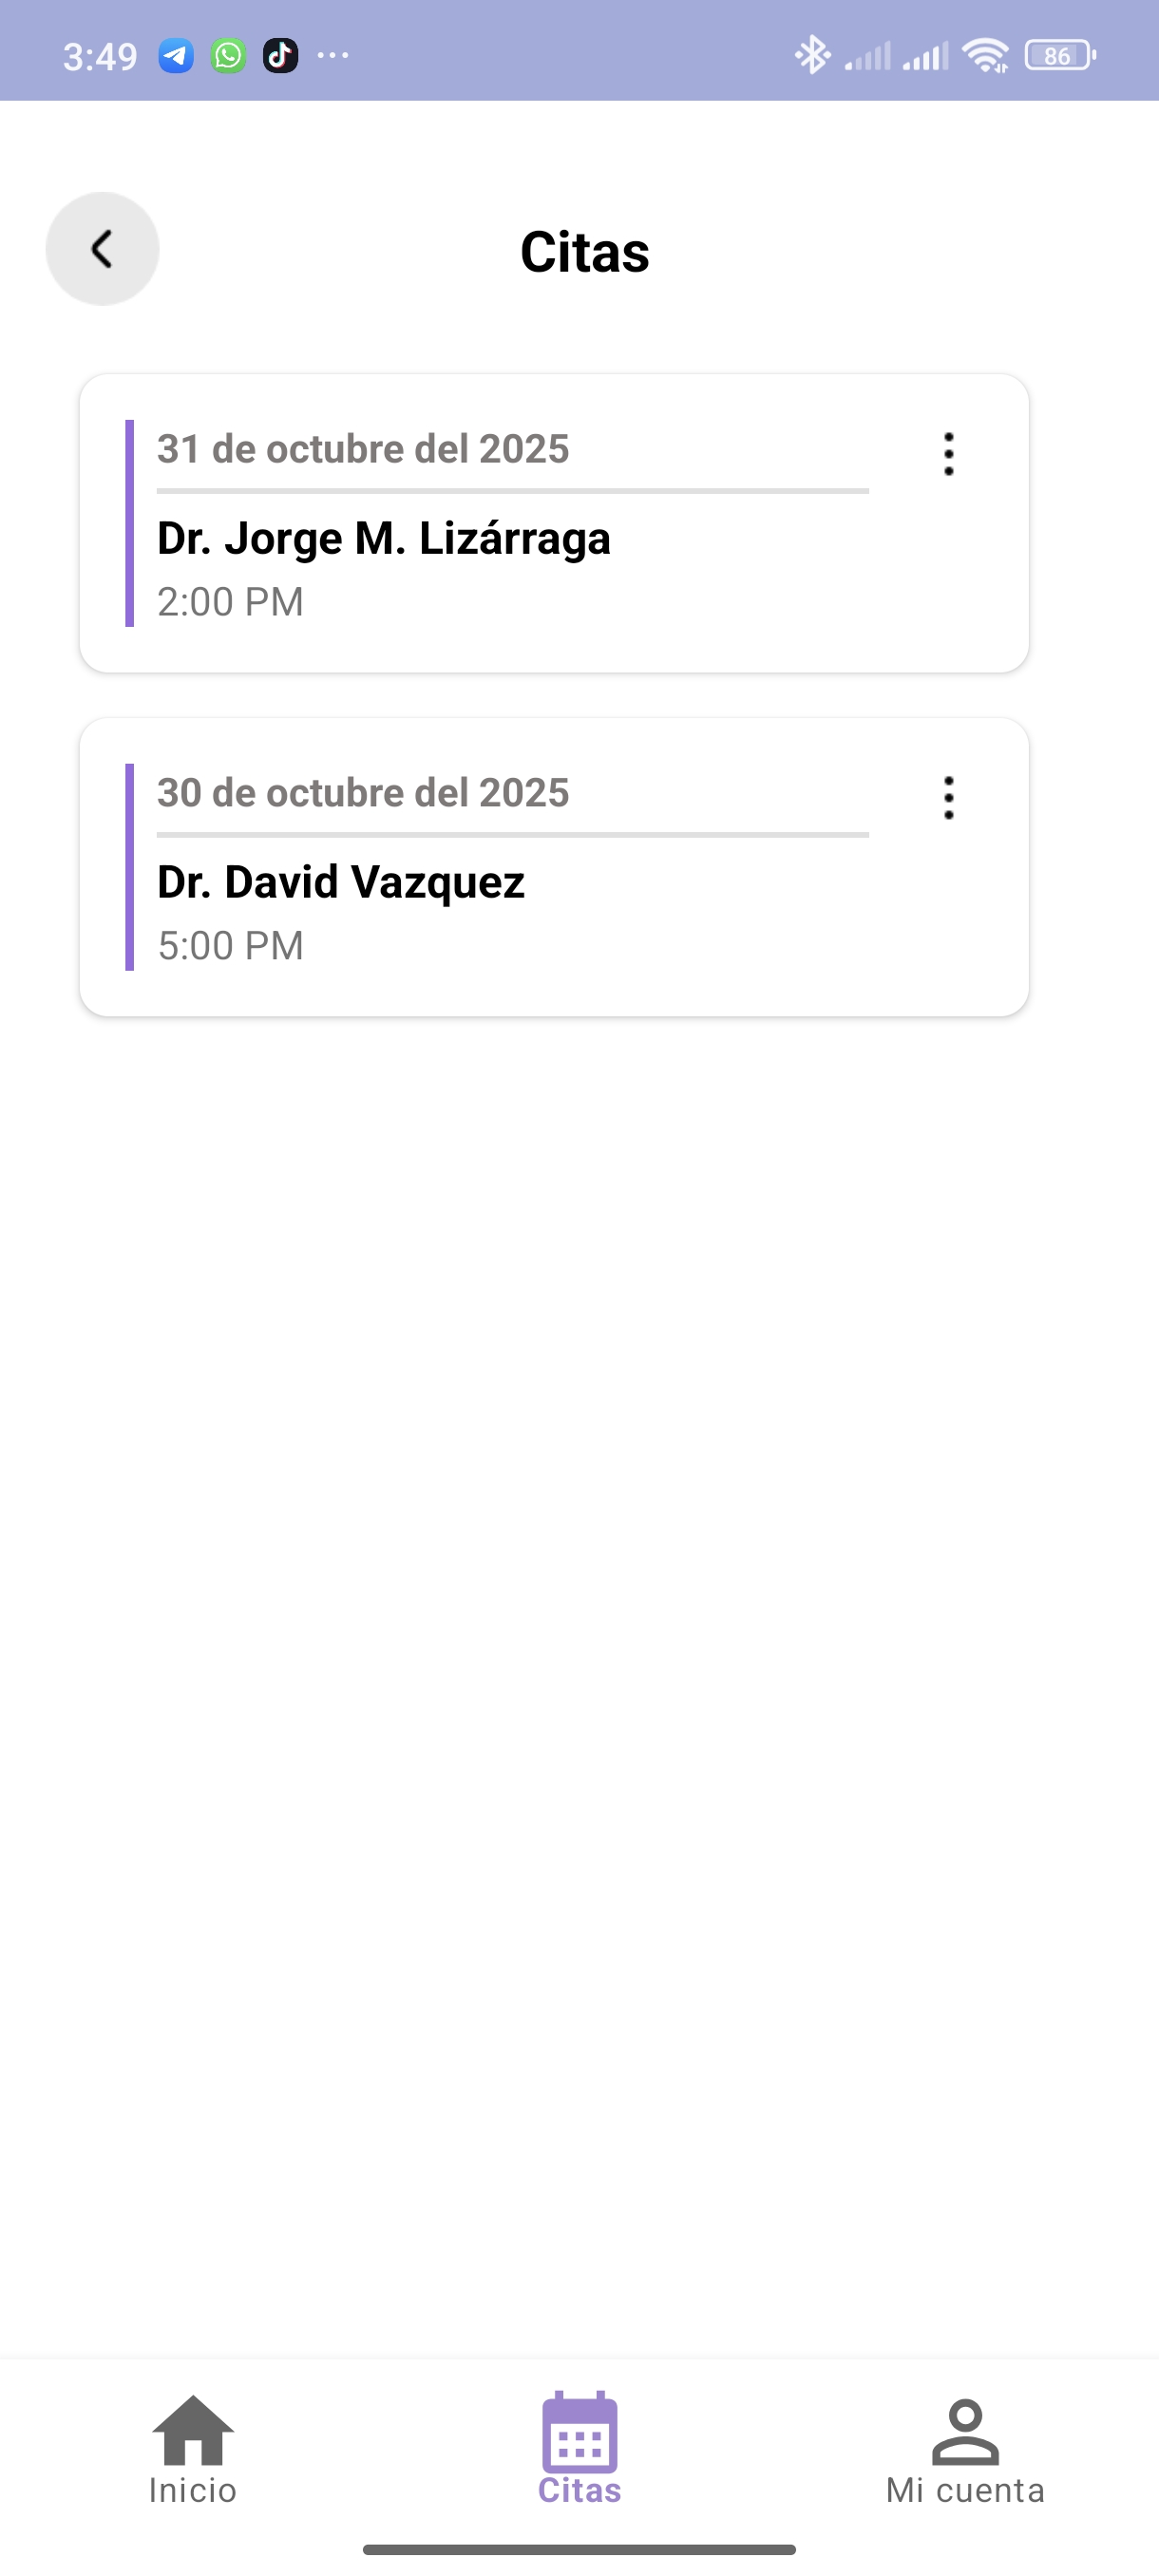 3:49
86
Citas
31 de octubre del 2025
Dr. Jorge M. Lizárraga
2:00 PM
30 de octubre del 2025
Dr. David Vazquez
5:00 PM
Inicio
Citas
Mi cuenta